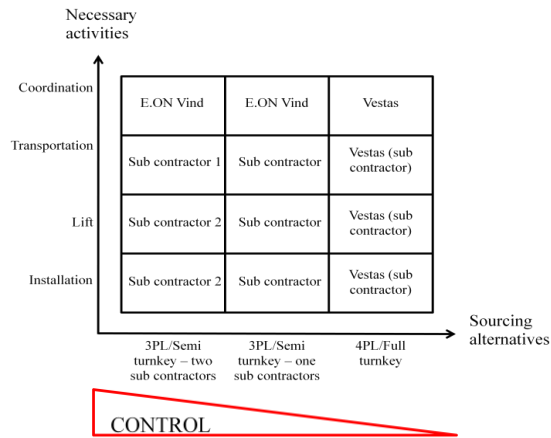 Necessary
activities
Coordination
E.ON Vind
E.ON Vind
Vestas
Transportation
Sub contractor 1
Sub contractor
Vestas (sub
contractor)
Lift
Sub contractor 2
Sub contractor
Vestas (sub
contractor)
Installation
Sub contractor 2
Sub contractor
Vestas (sub
contractor)
Sourcing
alternatives
3PL/Semi
turnkey – two
sub contractors
3PL/Semi
turnkey – one
sub contractors
4PL/Full
turnkey
CONTROL